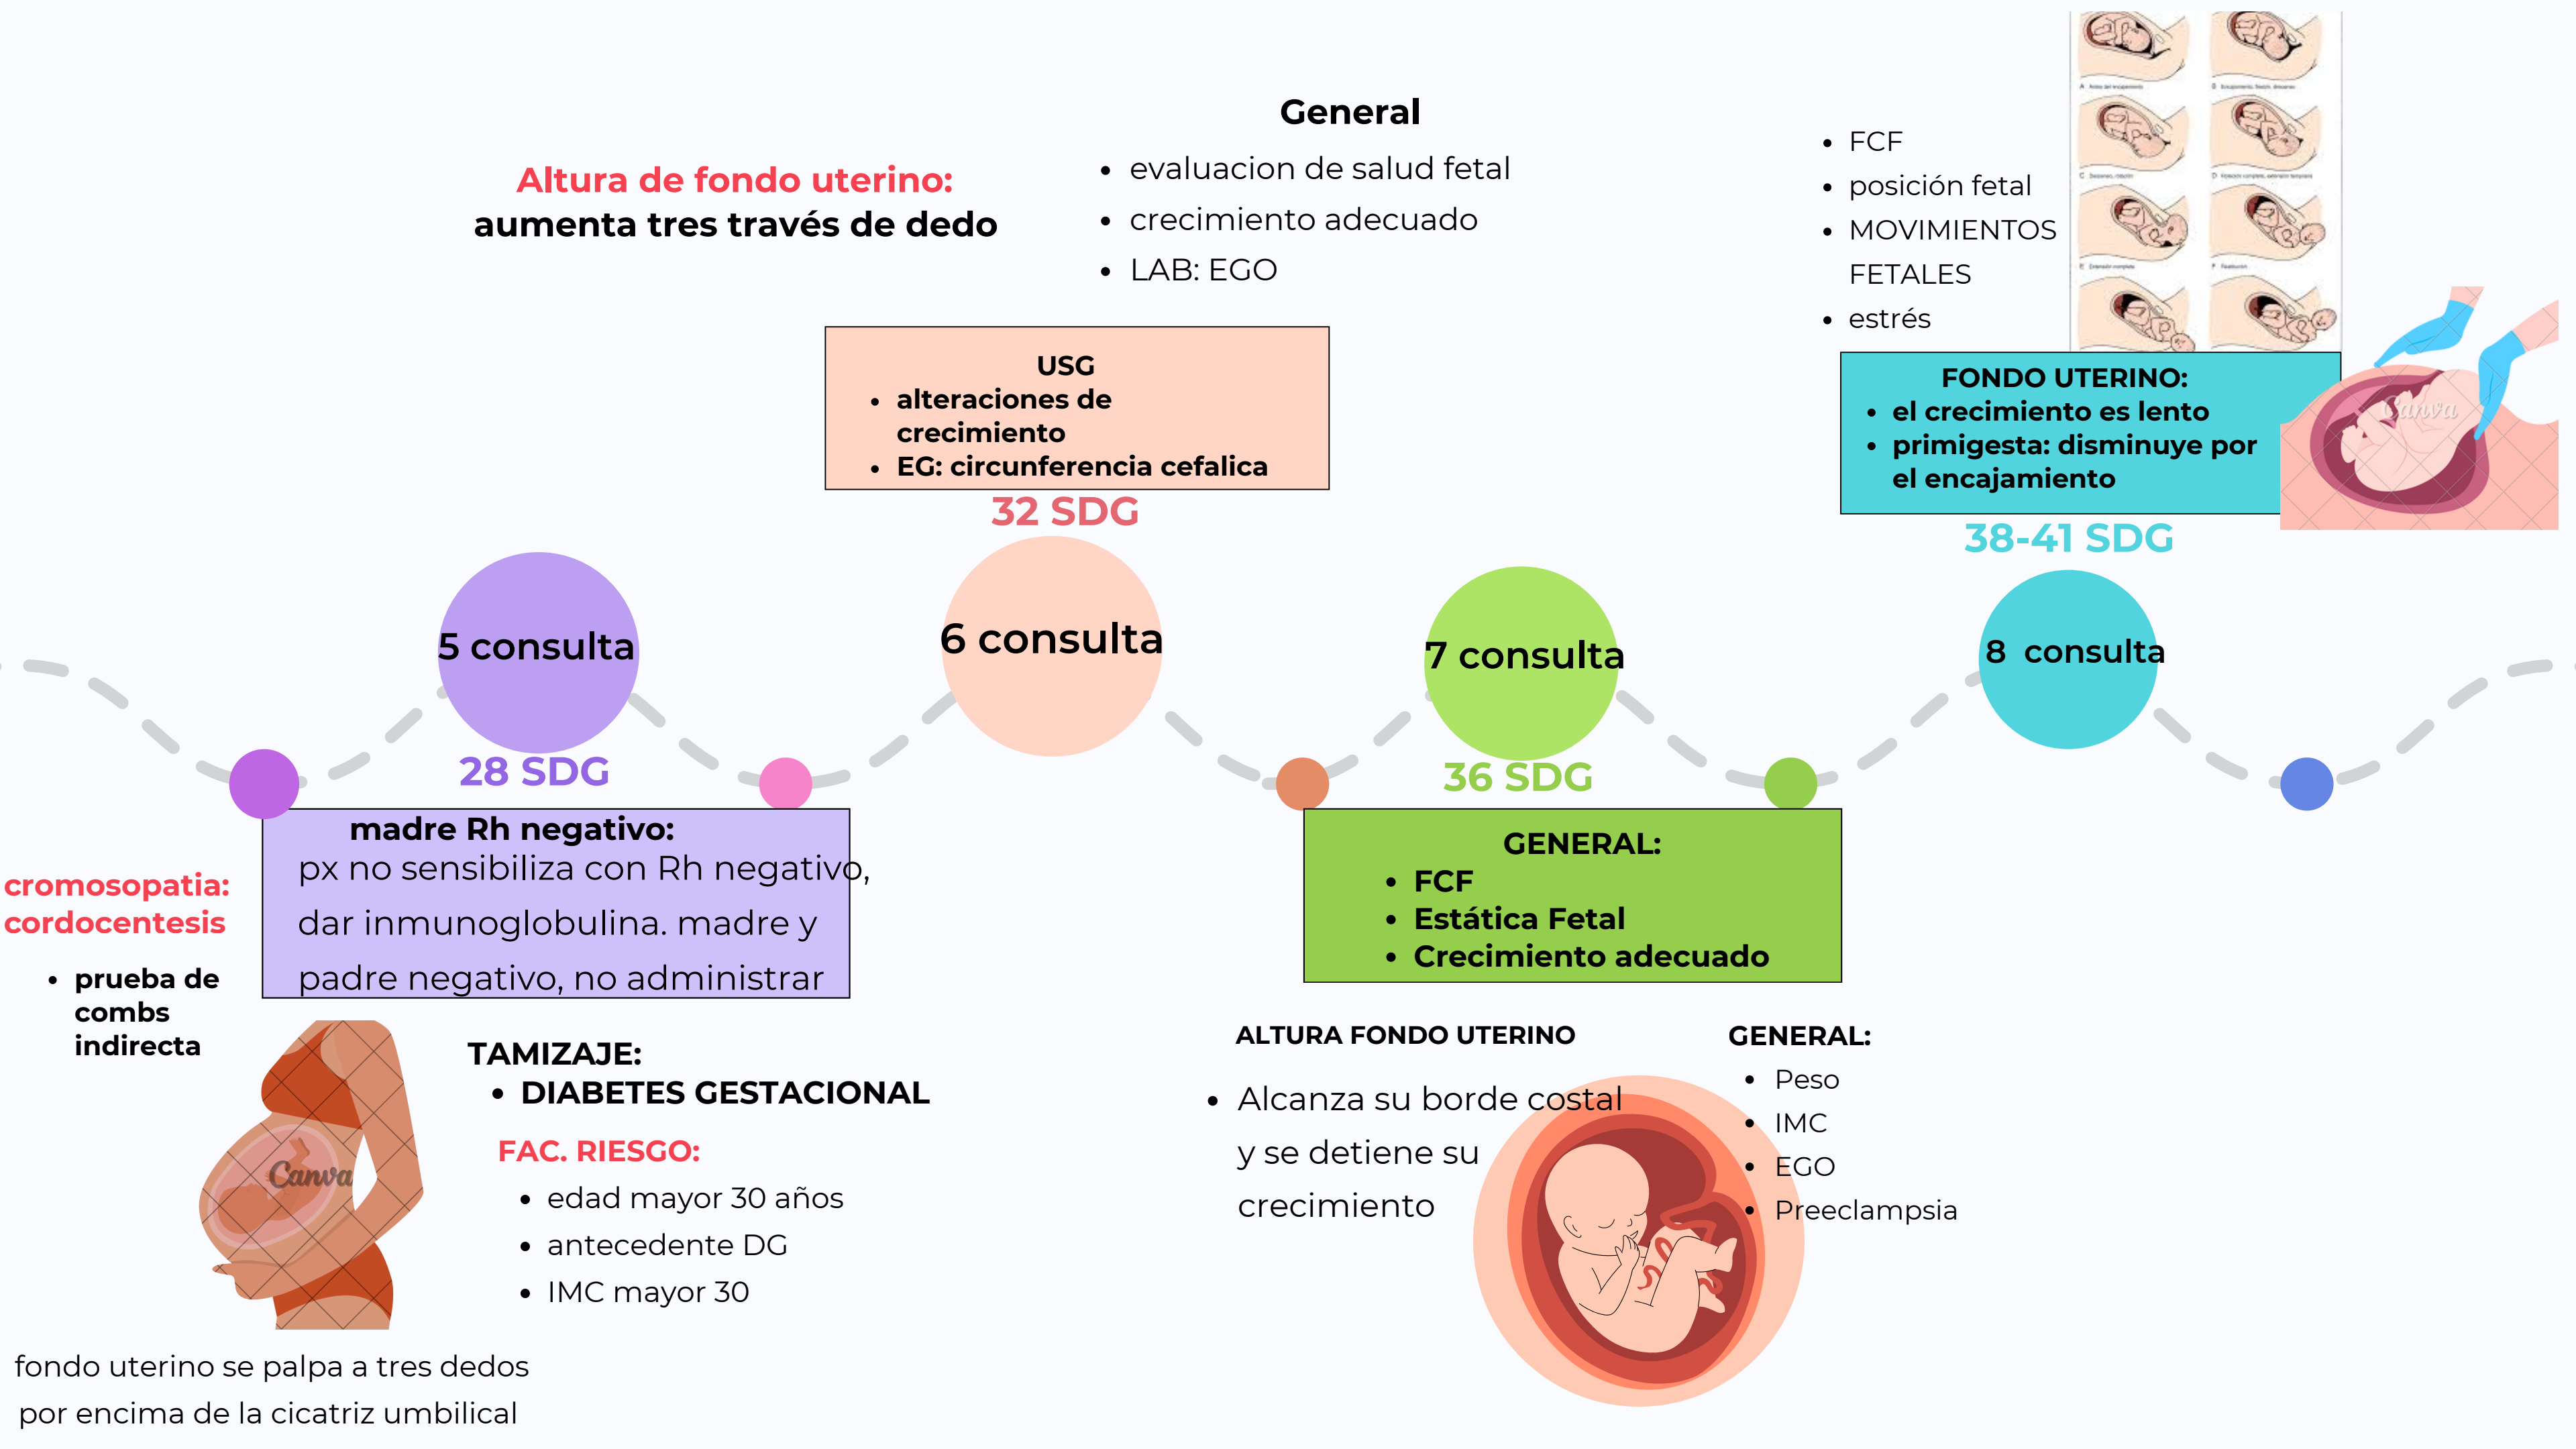 General
Altura de fondo uterino:
aumenta tres través de dedo
• evaluacion de salud fetal
• crecimiento adecuado
• LAB: EGO
• FCF
• posición fetal
• MOVIMIENTOS
FETALES
• estrés
USG
• alteraciones de
crecimiento
• EG: circunferencia cefalica
32 SDG
FONDO UTERINO:
• el crecimiento es lento
• primigesta: disminuye por
el encajamiento
Canva
38-41 SDG
5 consulta
6 consulta
7 consulta
8 consulta
28 SDG
36 SDG
madre Rh negativo:
px no sensibiliza con Rh negativo,
dar inmunoglobulina. madre y
padre negativo, no administrar
cromosopatia:
cordocentesis
• prueba de
combs
indirecta
Canva
TAMIZAJE:
• DIABETES GESTACIONAL
FAC. RIESGO:
• edad mayor 30 años
• antecedente DG
• IMC mayor 30
fondo uterino se palpa a tres dedos
por encima de la cicatriz umbilical
GENERAL:
• FCF
• Estática Fetal
• Crecimiento adecuado
ALTURA FONDO UTERINO
• Alcanza su borde costal
y se detiene su
crecimiento
GENERAL:
• Peso
• IMC
• EGO
• Preeclampsia